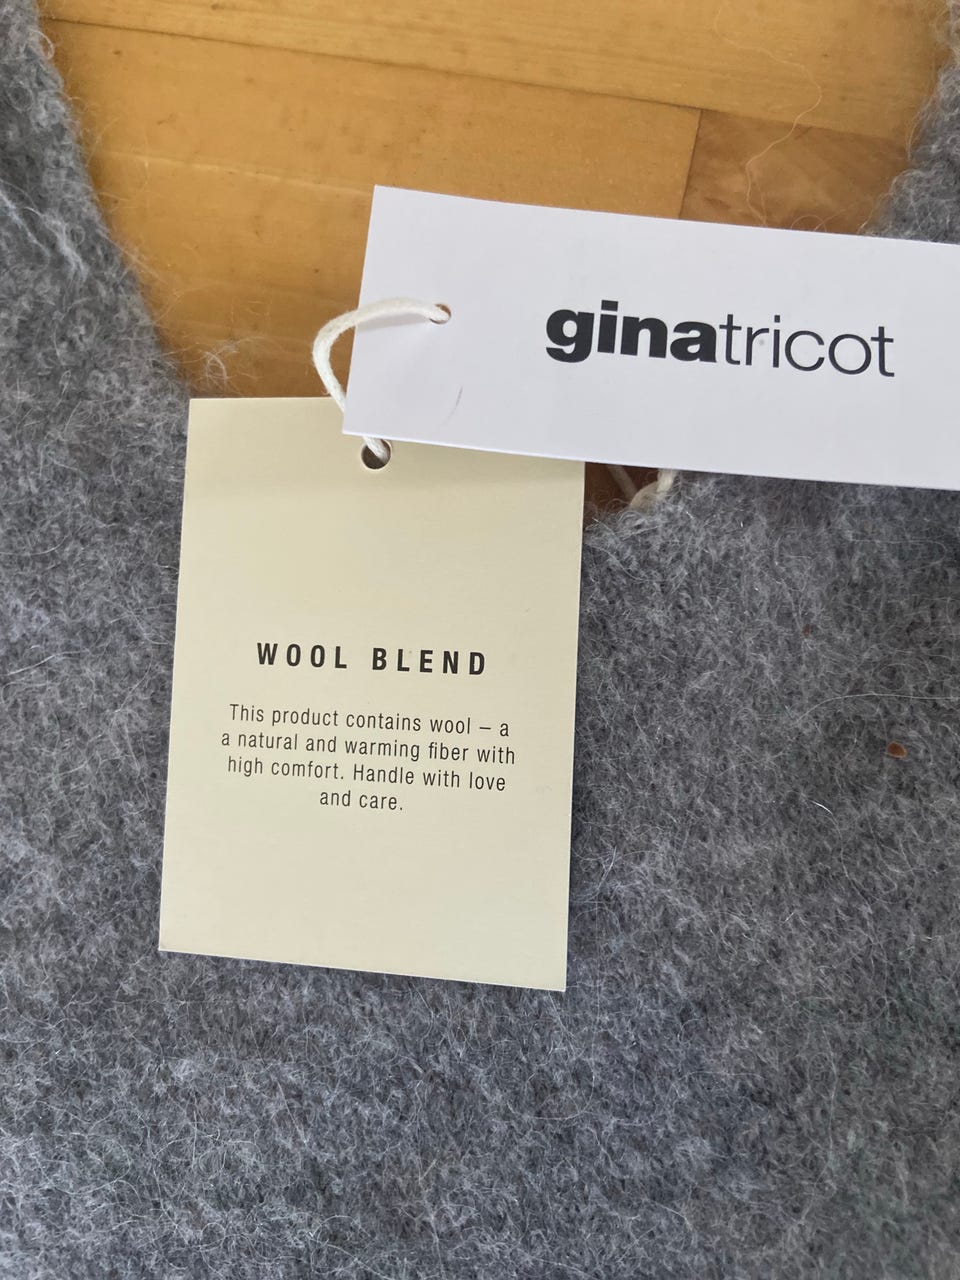 ginatricot
WOOL BLEND
This product contains wool – a
a natural and warming fiber with
high comfort. Handle with love
and care.